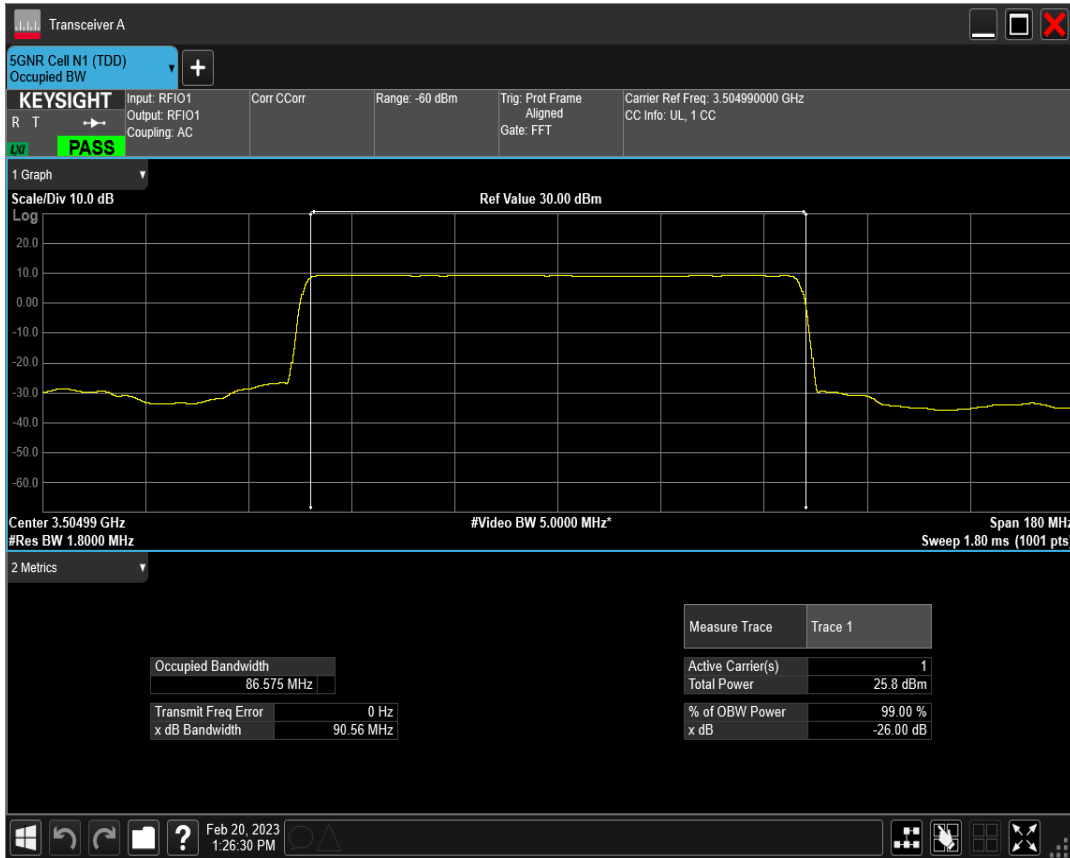 Transceiver A
5GNR Cell N1 (TDD)
Occupied BW
+
KEYSIGHT
R T
LXI
PASS
Input: RFIO1
Output: RFIO1
Coupling: AC
Corr CCorr
Range: -60 dBm
Trig: Prot Frame
Aligned
Gate: FFT
Carrier Ref Freq: 3.504990000 GHz
CC Info: UL, 1 CC
1 Graph
Scale/Div 10.0 dB
Ref Value 30.00 dBm
Log
20.0
10.0
0.00
-10.0
-20.0
-30.0
-40.0
-50.0
-60.0
Center 3.50499 GHz
#Video BW 5.0000 MHz*
Span 180 MHz
#Res BW 1.8000 MHz
Sweep 1.80 ms (1001 pts)
2 Metrics
Measure Trace Trace 1
Occupied Bandwidth
86.575 MHz
Active Carrier(s) 1
Total Power 25.8 dBm
Transmit Freq Error 0 Hz
x dB Bandwidth 90.56 MHz
% of OBW Power 99.00 %
x dB -26.00 dB
?
Feb 20, 2023
1:26:30 PM